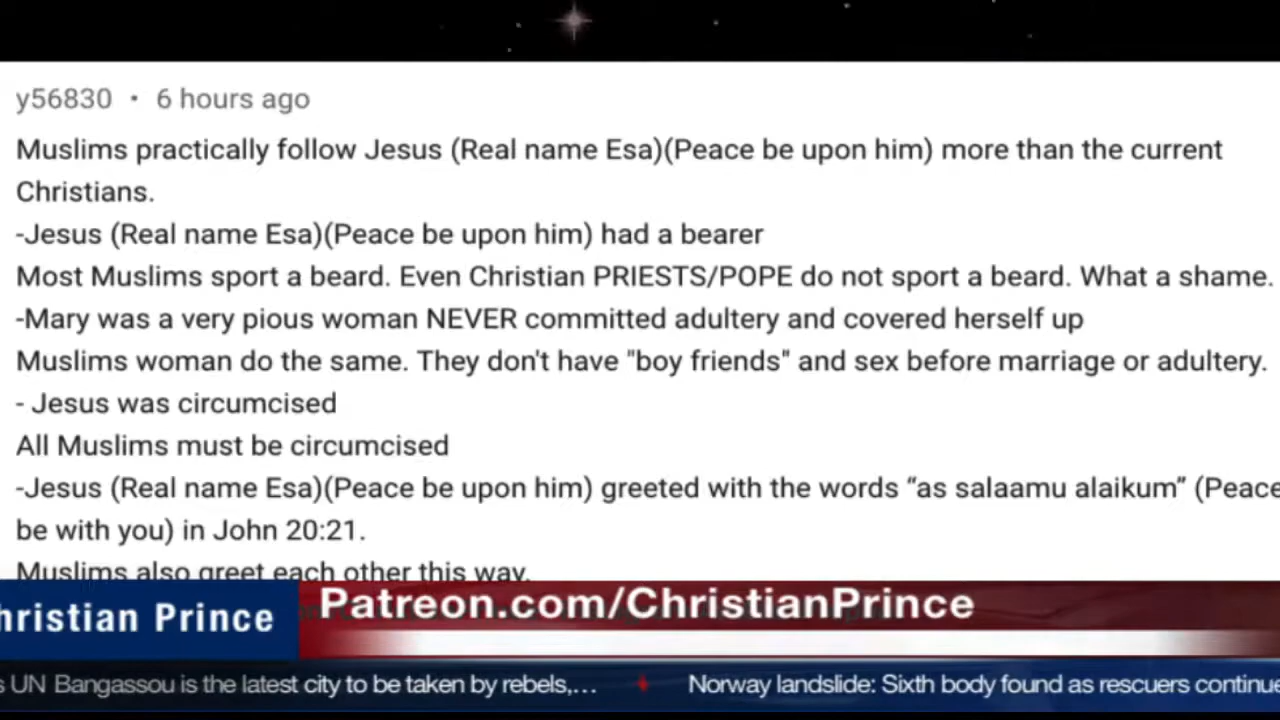 y56830 • 6 hours ago
Muslims practically follow Jesus (Real name Esa)(Peace be upon him) more than the current
Christians.
-Jesus (Real name Esa)(Peace be upon him) had a bearer
Most Muslims sport a beard. Even Christian PRIESTS/POPE do not sport a beard. What a shame.
-Mary was a very pious woman NEVER committed adultery and covered herself up
Muslims woman do the same. They don't have "boy friends" and sex before marriage or adultery.
- Jesus was circumcised
All Muslims must be circumcised
-Jesus (Real name Esa)(Peace be upon him) greeted with the words “as salaamu alaikum” (Peace
be with you) in John 20:21.
Muslims also greet each other this way.
hristian Prince
Patreon.com/ChristianPrince
s UN Bangassou is the latest city to be taken by rebels,...
Norway landslide: Sixth body found as rescuers continue